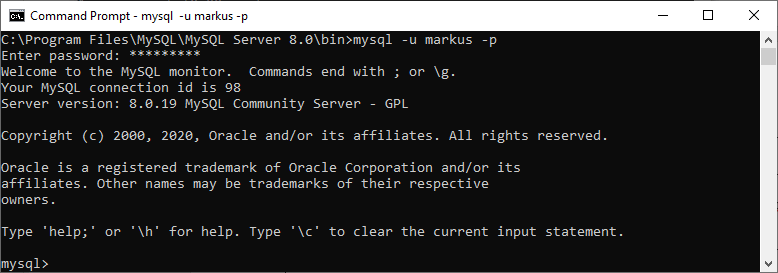 Command Prompt - mysql -u markus -p
C:\Program Files\MySQL\MySQL Server 8.0\bin>mysql -u markus -p
Enter password: *********
Welcome to the MySQL monitor.  Commands end with ; or \g.
Your MySQL connection id is 98
Server version: 8.0.19 MySQL Community Server - GPL
Copyright (c) 2000, 2020, Oracle and/or its affiliates. All rights reserved.
Oracle is a registered trademark of Oracle Corporation and/or its
affiliates. Other names may be trademarks of their respective
owners.
Type 'help;' or '\h' for help. Type '\c' to clear the current input statement.
mysql>